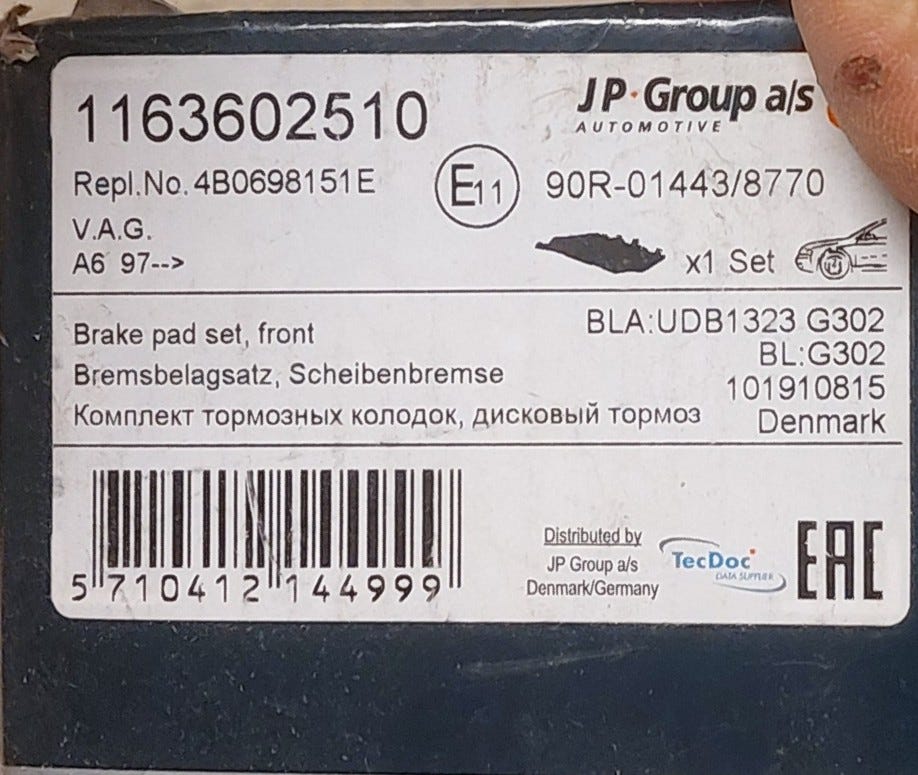 1163602510
JP Group a/s
AUTOMOTIVE
Repl.No. 4B0698151E
E11
90R-01443/8770
V.A.G.
A6 97-->
x1 Set
Brake pad set, front
Bremsbelagsatz, Scheibenbremse
Комплект тормозных колодок, дисковый тормоз
BLA:UDB1323 G302
BL:G302
101910815
Denmark
5 710412 144999
Distributed by
JP Group a/s
Denmark/Germany
TecDoc
DATA SUPPLIER
EAC